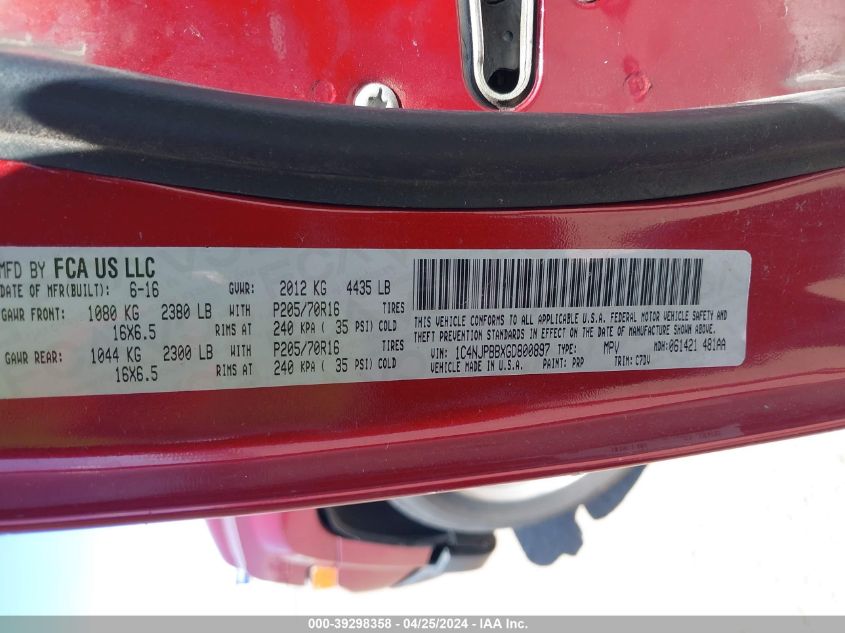 MFD BY FCA US LLC
DATE OF MFR(BUILT): 6-16 GVWR: 2012 KG 4435 LB
GAWR FRONT: 1080 KG 2380 LB WITH P205/70R16 TIRES
16X6.5 RIMS AT 240 KPA ( 35 PSI) COLD
GAWR REAR: 1044 KG 2300 LB WITH P205/70R16 TIRES
16X6.5 RIMS AT 240 KPA ( 35 PSI) COLD
THIS VEHICLE CONFORMS TO ALL APPLICABLE U.S.A. FEDERAL MOTOR VEHICLE SAFETY AND
THEFT PREVENTION STANDARDS IN EFFECT ON THE DATE OF MANUFACTURE SHOWN ABOVE.
VIN: 1C4NJPBBXGD800897 TYPE: MPV MDH: 061421 481AA
VEHICLE MADE IN U.S.A. PAINT: PRP TRIM: C7DV
000-39298358 - 04/25/2024 - IAA Inc.